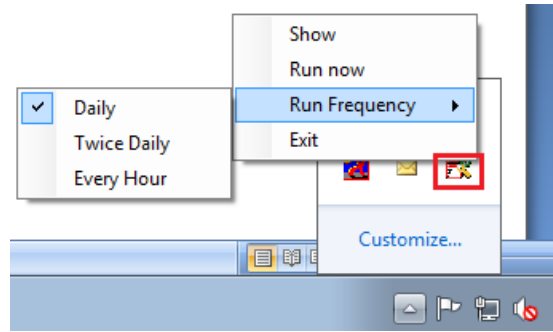 Show
Run now
Run Frequency
Exit
Daily
Twice Daily
Every Hour
Customize...